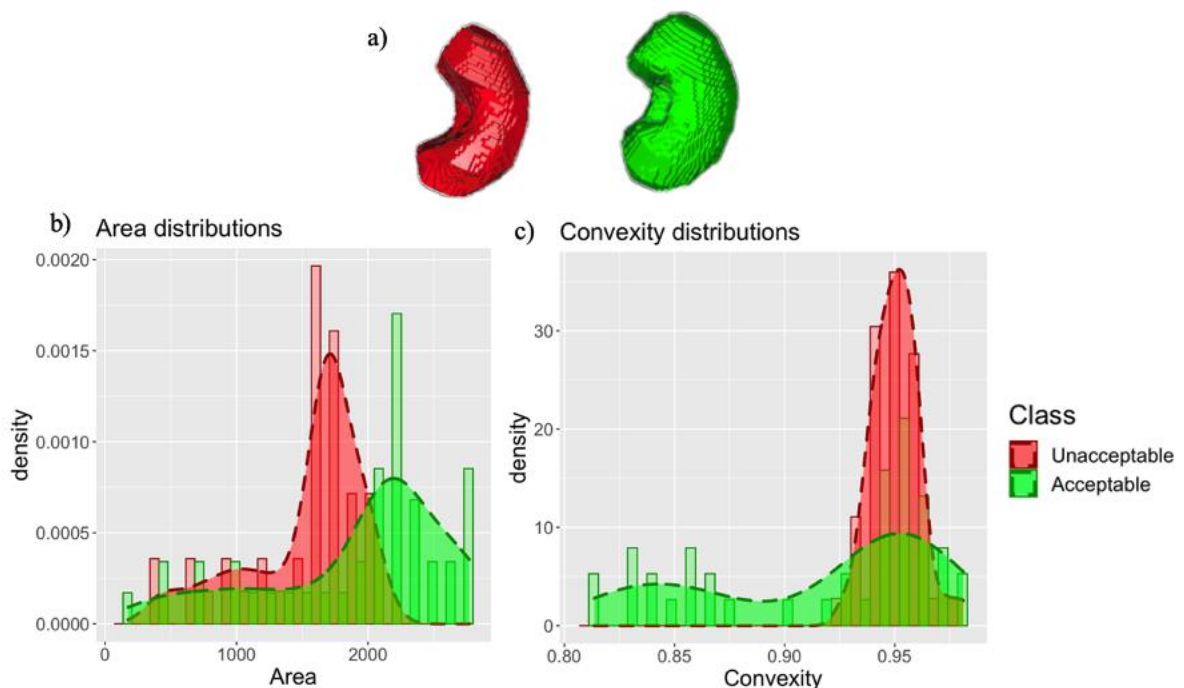 a)
b) Area distributions
0.0020
0.0015
0.0010
0.0005
0.0000
density
0 1000 2000
Area
c) Convexity distributions
30
20
10
0
density
0.80 0.85 0.90 0.95
Convexity
Class
Unacceptable
Acceptable